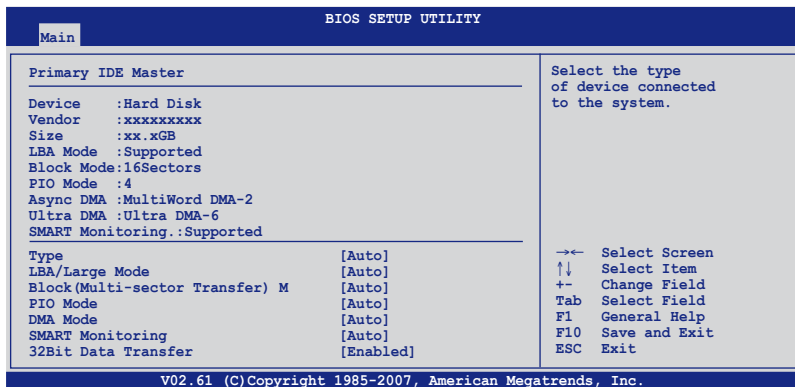 BIOS SETUP UTILITY
Main
Primary IDE Master
Device :Hard Disk
Vendor :xxxxxxxxx
Size :xx.xGB
LBA Mode :Supported
Block Mode:16Sectors
PIO Mode :4
Async DMA :MultiWord DMA-2
Ultra DMA :Ultra DMA-6
SMART Monitoring.:Supported
Type [Auto]
LBA/Large Mode [Auto]
Block(Multi-sector Transfer) M [Auto]
PIO Mode [Auto]
DMA Mode [Auto]
SMART Monitoring [Auto]
32Bit Data Transfer [Enabled]
Select the type
of device connected
to the system.
→← Select Screen
↑↓ Select Item
+- Change Field
Tab Select Field
F1 General Help
F10 Save and Exit
ESC Exit
V02.61 (C)Copyright 1985-2007, American Megatrends, Inc.